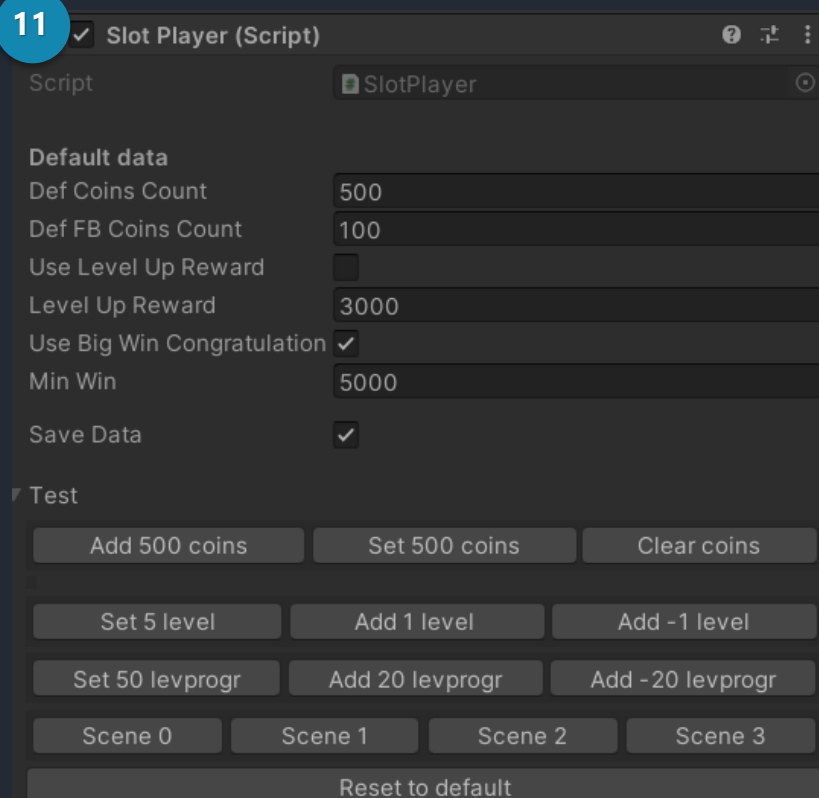 11
Slot Player (Script)
Script SlotPlayer
Default data
Def Coins Count 500
Def FB Coins Count 100
Use Level Up Reward
Level Up Reward 3000
Use Big Win Congratulation
Min Win 5000
Save Data
Test
Add 500 coins Set 500 coins Clear coins
Set 5 level Add 1 level Add -1 level
Set 50 levprogr Add 20 levprogr Add -20 levprogr
Scene 0 Scene 1 Scene 2 Scene 3
Reset to default